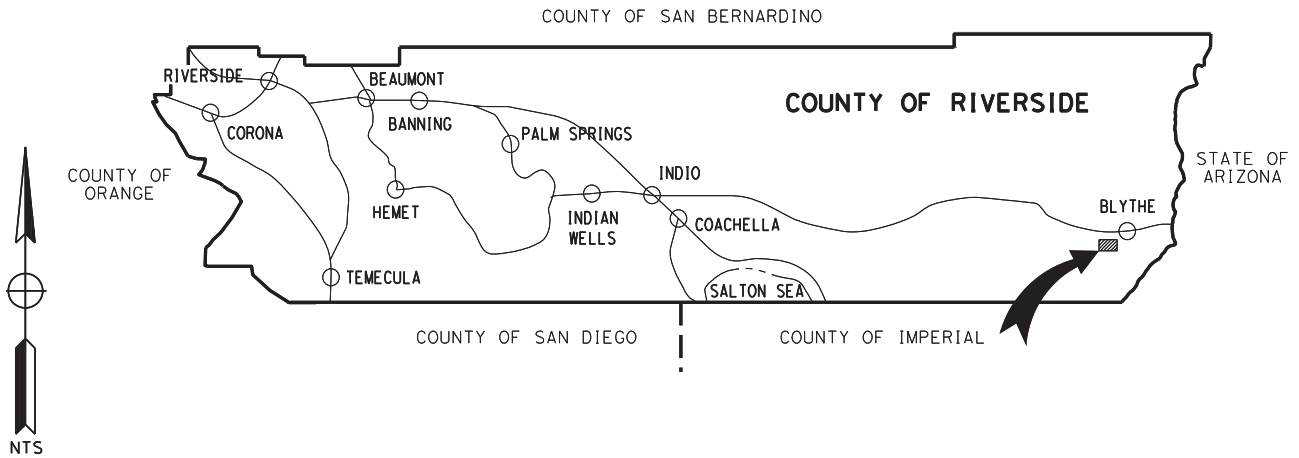 COUNTY OF SAN BERNARDINO
RIVERSIDE
BEAUMONT
COUNTY OF RIVERSIDE
BANNING
CORONA
PALM SPRINGS
STATE OF
ARIZONA
COUNTY OF
ORANGE
INDIO
HEMET
INDIAN
WELLS
COACHELLA
BLYTHE
TEMECULA
SALTON SEA
COUNTY OF SAN DIEGO
COUNTY OF IMPERIAL
NTS